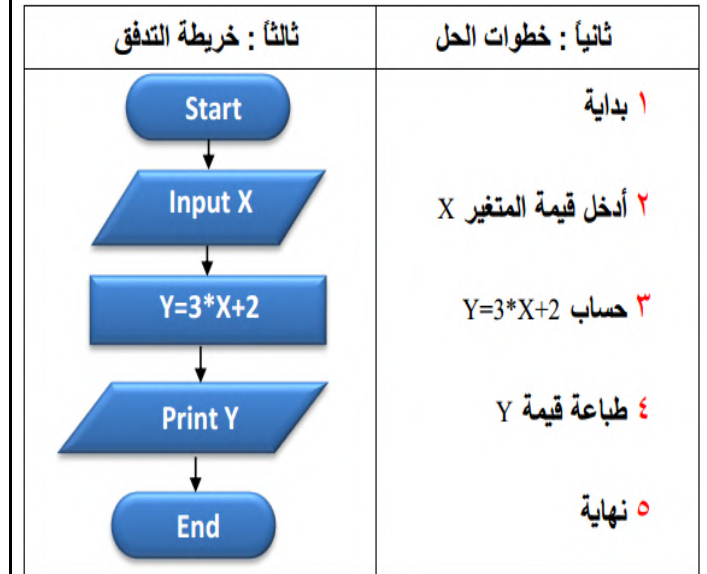 ثانياً : خطوات الحل
ثالثاً : خريطة التدفق
١ بداية
٢ أدخل قيمة المتغير X
٣ حساب Y=3*X+2
٤ طباعة قيمة Y
٥ نهاية
Start
Input X
Y=3*X+2
Print Y
End